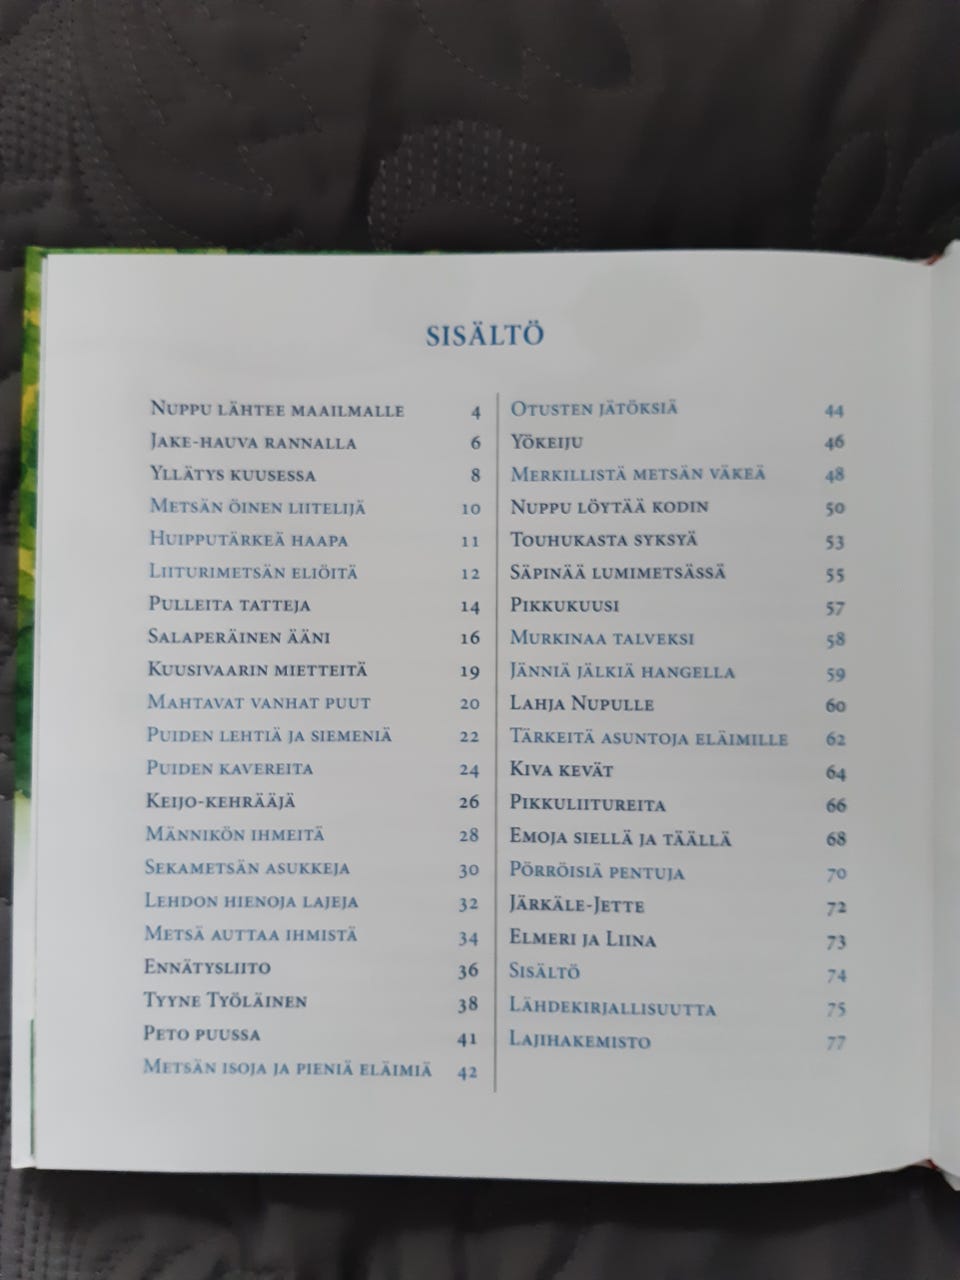 SISÄLTÖ
NUPPU LÄHTEE MAAILMALLE 4
JAKE-HAUVA RANNALLA 6
YLLÄTYS KUUSESSA 8
METSÄN ÖINEN LIITELIJÄ 10
HUIPPUTÄRKEÄ HAAPA 11
LIITURIMETSÄN ELIÖITÄ 12
PULLEITA TATTEJA 14
SALAPERÄINEN ÄÄNI 16
KUUSIVAARIN MIETTEITÄ 19
MAHTAVAT VANHAT PUUT 20
PUIDEN LEHTIÄ JA SIEMENIÄ 22
PUIDEN KAVEREITA 24
KEIJO-KEHRÄÄJÄ 26
MÄNNIKÖN IHMEITÄ 28
SEKAMETSÄN ASUKKEJA 30
LEHDON HIENOJA LAJEJA 32
METSÄ AUTTAA IHMISTÄ 34
ENNÄTYSLIITO 36
TYYNE TYÖLÄINEN 38
PETO PUUSSA 41
METSÄN ISOJA JA PIENIÄ ELÄIMIÄ 42
OTUSTEN JÄTÖKSIÄ 44
YÖKEIJU 46
MERKILLISTÄ METSÄN VÄKEÄ 48
NUPPU LÖYTÄÄ KODIN 50
TOUHUKASTA SYKSYÄ 53
SÄPINÄÄ LUMIMETSÄSSÄ 55
PIKKUKUUSI 57
MURKINAA TALVEKSI 58
JÄNNIÄ JÄLKIÄ HANGELLA 59
LAHJA NUPULLE 60
TÄRKEITÄ ASUNTOJA ELÄIMILLE 62
KIVA KEVÄT 64
PIKKULIITUREITA 66
EMOJA SIELLÄ JA TÄÄLLÄ 68
PÖRRÖISIÄ PENTUJA 70
JÄRKÄLE-JETTE 72
ELMERI JA LIINA 73
SISÄLTÖ 74
LÄHDEKIRJALLISUUTTA 75
LAJIHAKEMISTO 77